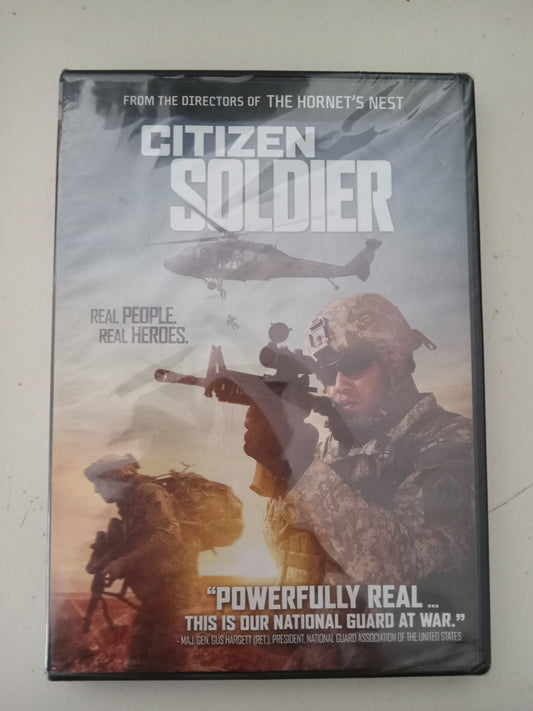 FROM THE DIRECTORS OF THE HORNET'S NEST
CITIZEN
SOLDIER
REAL PEOPLE.
REAL HEROES.
"POWERFULLY REAL...
THIS IS OUR NATIONAL GUARD AT WAR."
- MAJ. GEN. GUS HARGETT (RET.), PRESIDENT, NATIONAL GUARD ASSOCIATION OF THE UNITED STATES